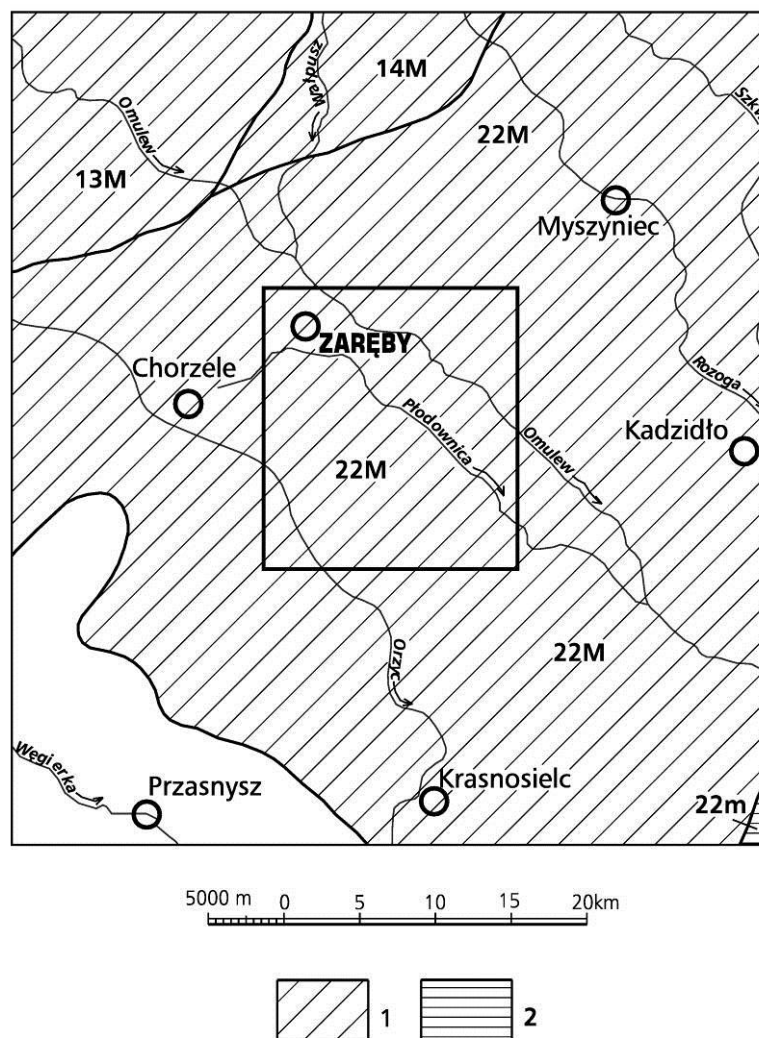 Omulew
13M
Wałpusz
14M
22M
Szkw
Myszyniec
ZARĘBY
Chorzele
Płodownica
Omulew
Rozoga
Kadzidło
22M
Orzyc
22M
Węgierka
Przasnysz
Krasnosielc
22m
5000 m 0 5 10 15 20km
1 2